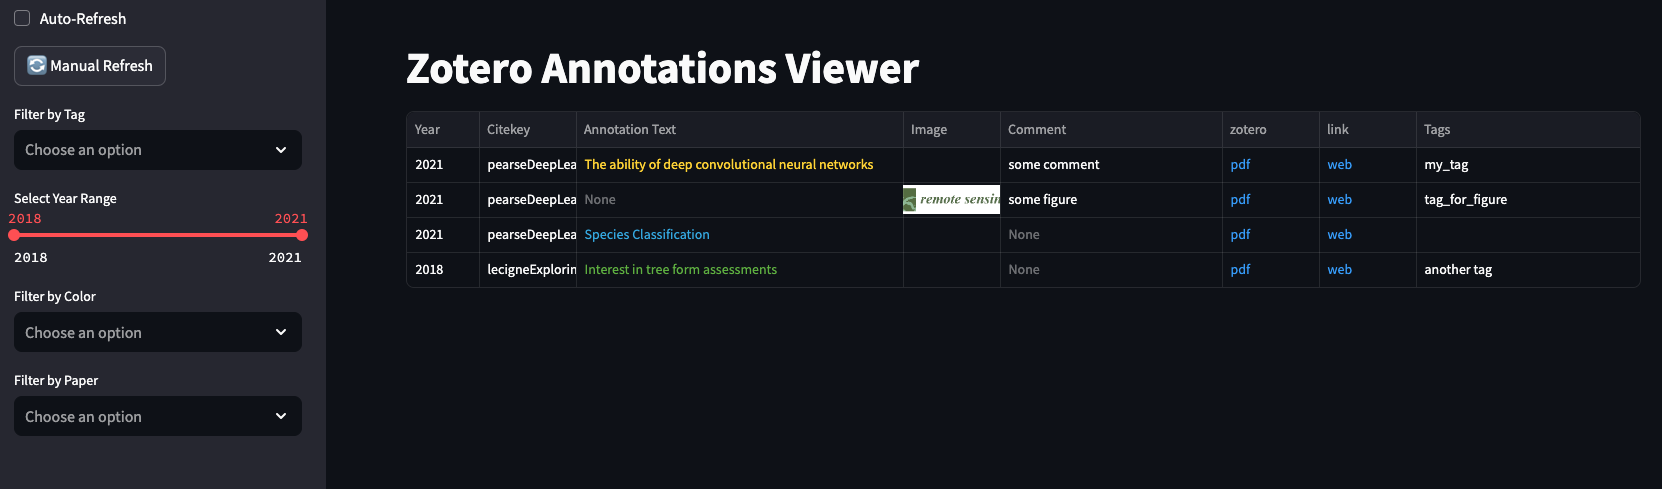 Auto-Refresh
Manual Refresh
Filter by Tag
Choose an option
Select Year Range
2018 2021
2018 2021
Filter by Color
Choose an option
Filter by Paper
Choose an option
Zotero Annotations Viewer
Year Citekey Annotation Text Image Comment zotero link Tags
2021 pearseDeepLea The ability of deep convolutional neural networks some comment pdf web my_tag
2021 pearseDeepLea None remote sensin some figure pdf web tag_for_figure
2021 pearseDeepLea Species Classification None pdf web
2018 lecigneExplorin Interest in tree form assessments None pdf web another tag